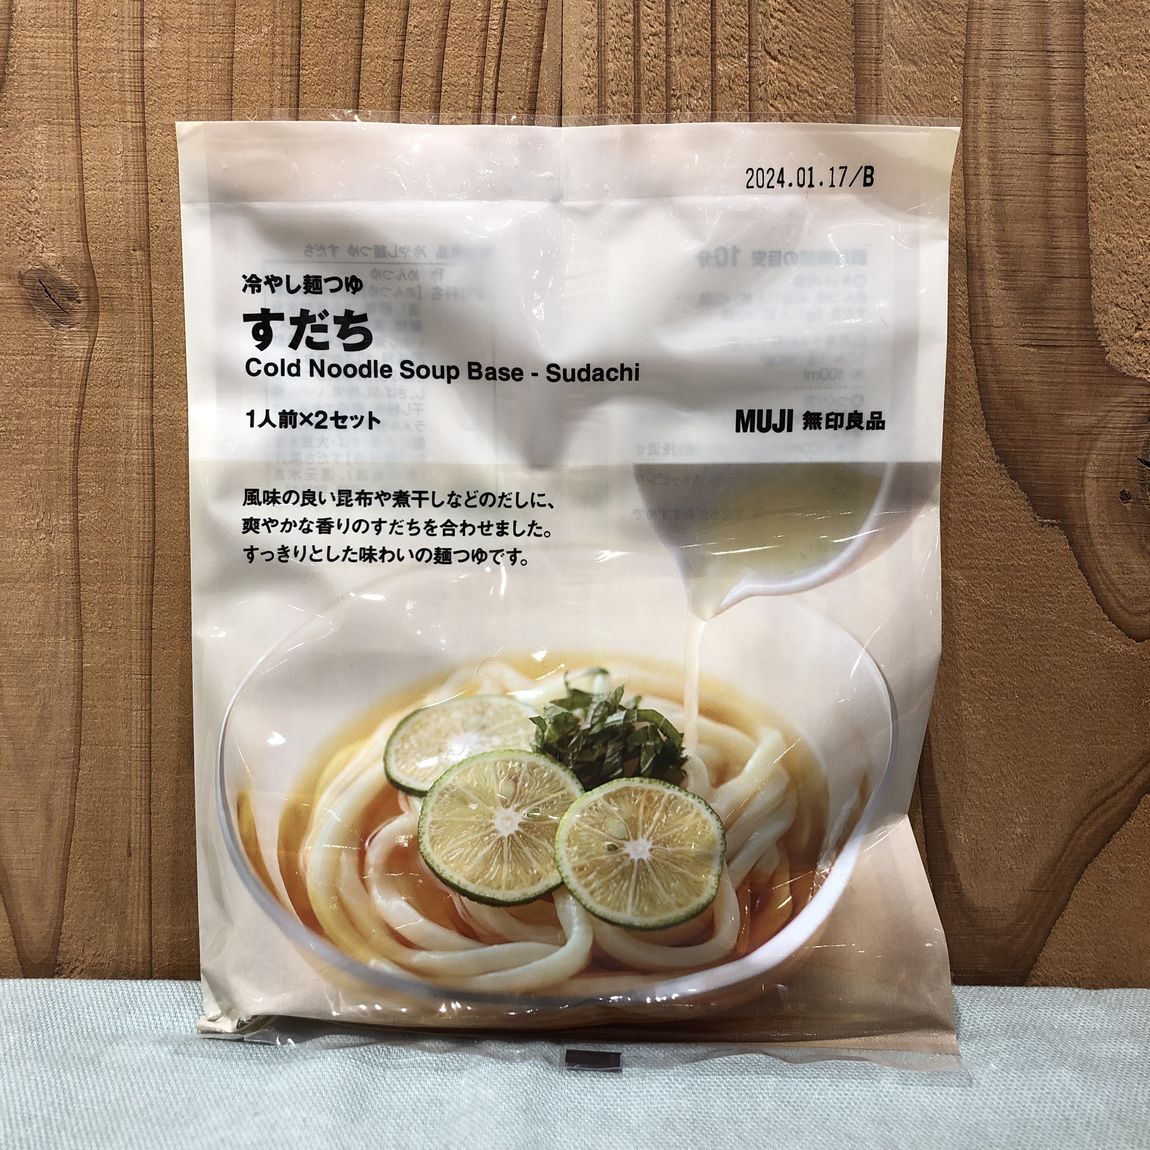 2024.01.17/B
冷やし麺つゆ
すだち
Cold Noodle Soup Base - Sudachi
1人前×2セット
MUJI 無印良品
風味の良い昆布や煮干しなどのだしに、
爽やかな香りのすだちを合わせました。
すっきりとした味わいの麺つゆです。